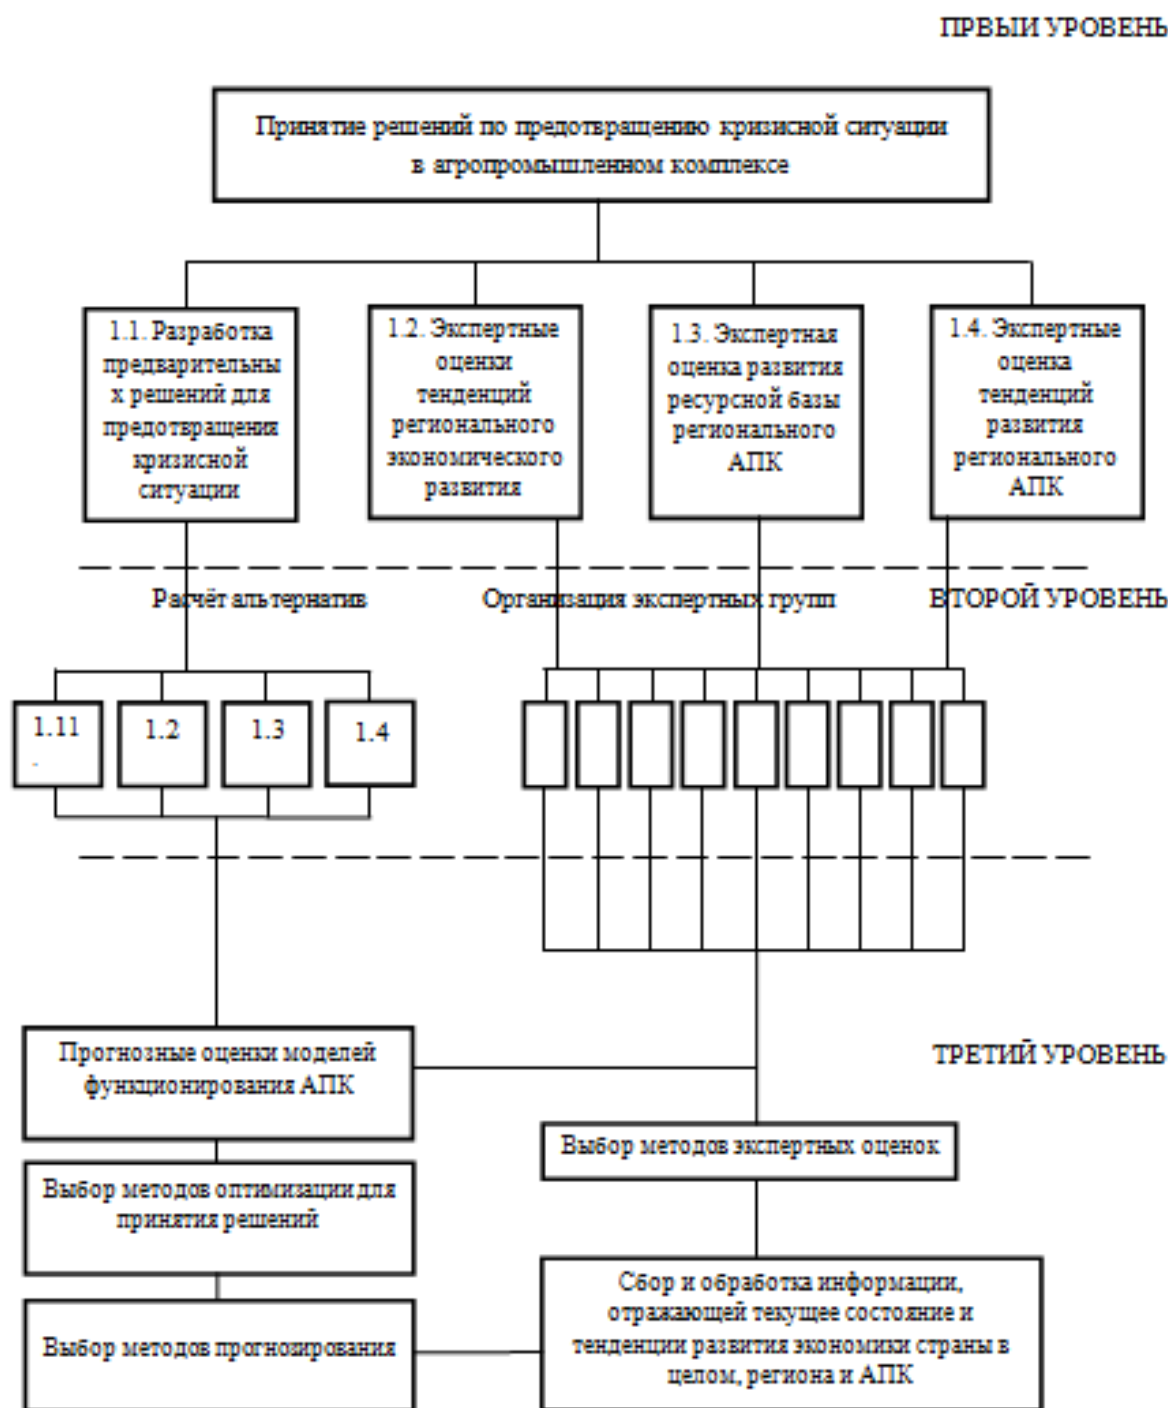 ПРВЫЙ УРОВЕНЬ
Принятие решений по предотвращению кризисной ситуации
в агропромышленном комплексе
1.1. Разработка
предварительны
х решений для
предотвращения
кризисной
ситуации
1.2. Экспертные
оценки
тенденций
регионального
экономического
развития
1.3. Экспертная
оценка развития
ресурсной базы
регионального
АПК
1.4. Экспертные
оценка
тенденций
развития
регионального
АПК
Расчёт альтернатив
Организация экспертных групп
ВТОРОЙ УРОВЕНЬ
1.11
-
1.2
1.3
1.4
Прогнозные оценки моделей
функционирования АПК
ТРЕТИЙ УРОВЕНЬ
Выбор методов экспертных оценок
Выбор методов оптимизации для
принятия решений
Сбор и обработка информации,
отражающей текущее состояние и
тенденции развития экономики страны в
целом, региона и АПК
Выбор методов прогнозирования